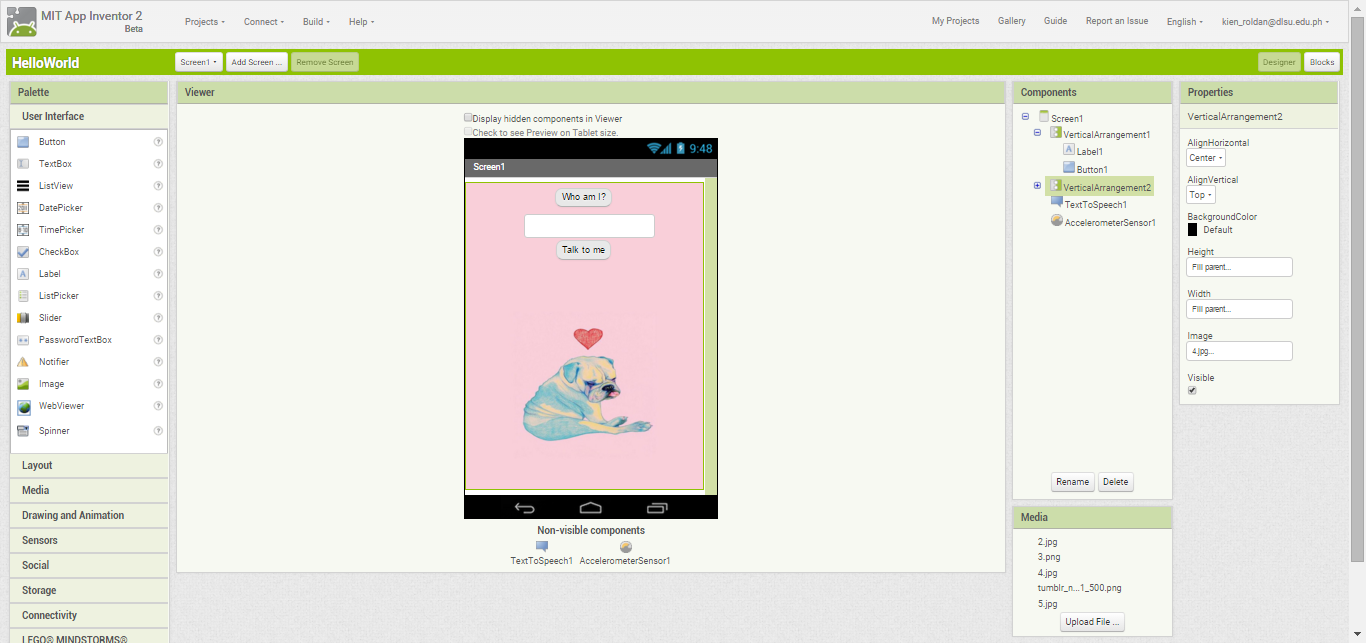 MIT App Inventor 2
Beta
Projects Connect Build Help
My Projects Gallery Guide Report an Issue English kien_roldan@dlsu.edu.ph
HelloWorld
Screen1 Add Screen ... Remove Screen
Designer Blocks
Palette
User Interface
Button
TextBox
ListView
DatePicker
TimePicker
CheckBox
Label
ListPicker
Slider
PasswordTextBox
Notifier
Image
WebViewer
Spinner
Layout
Media
Drawing and Animation
Sensors
Social
Storage
Connectivity
LEGO® MINDSTORMS®
Viewer
Display hidden components in Viewer
Check to see Preview on Tablet size.
9:48
Screen1
Who am I?
Talk to me
Non-visible components
TextToSpeech1 AccelerometerSensor1
Components
Screen1
VerticalArrangement1
Label1
Button1
VerticalArrangement2
TextToSpeech1
AccelerometerSensor1
Rename Delete
Media
2.jpg
3.png
4.jpg
tumblr_n...1_500.png
5.jpg
Upload File ...
Properties
VerticalArrangement2
AlignHorizontal
Center
AlignVertical
Top
BackgroundColor
Default
Height
Fill parent...
Width
Fill parent...
Image
4.jpg...
Visible